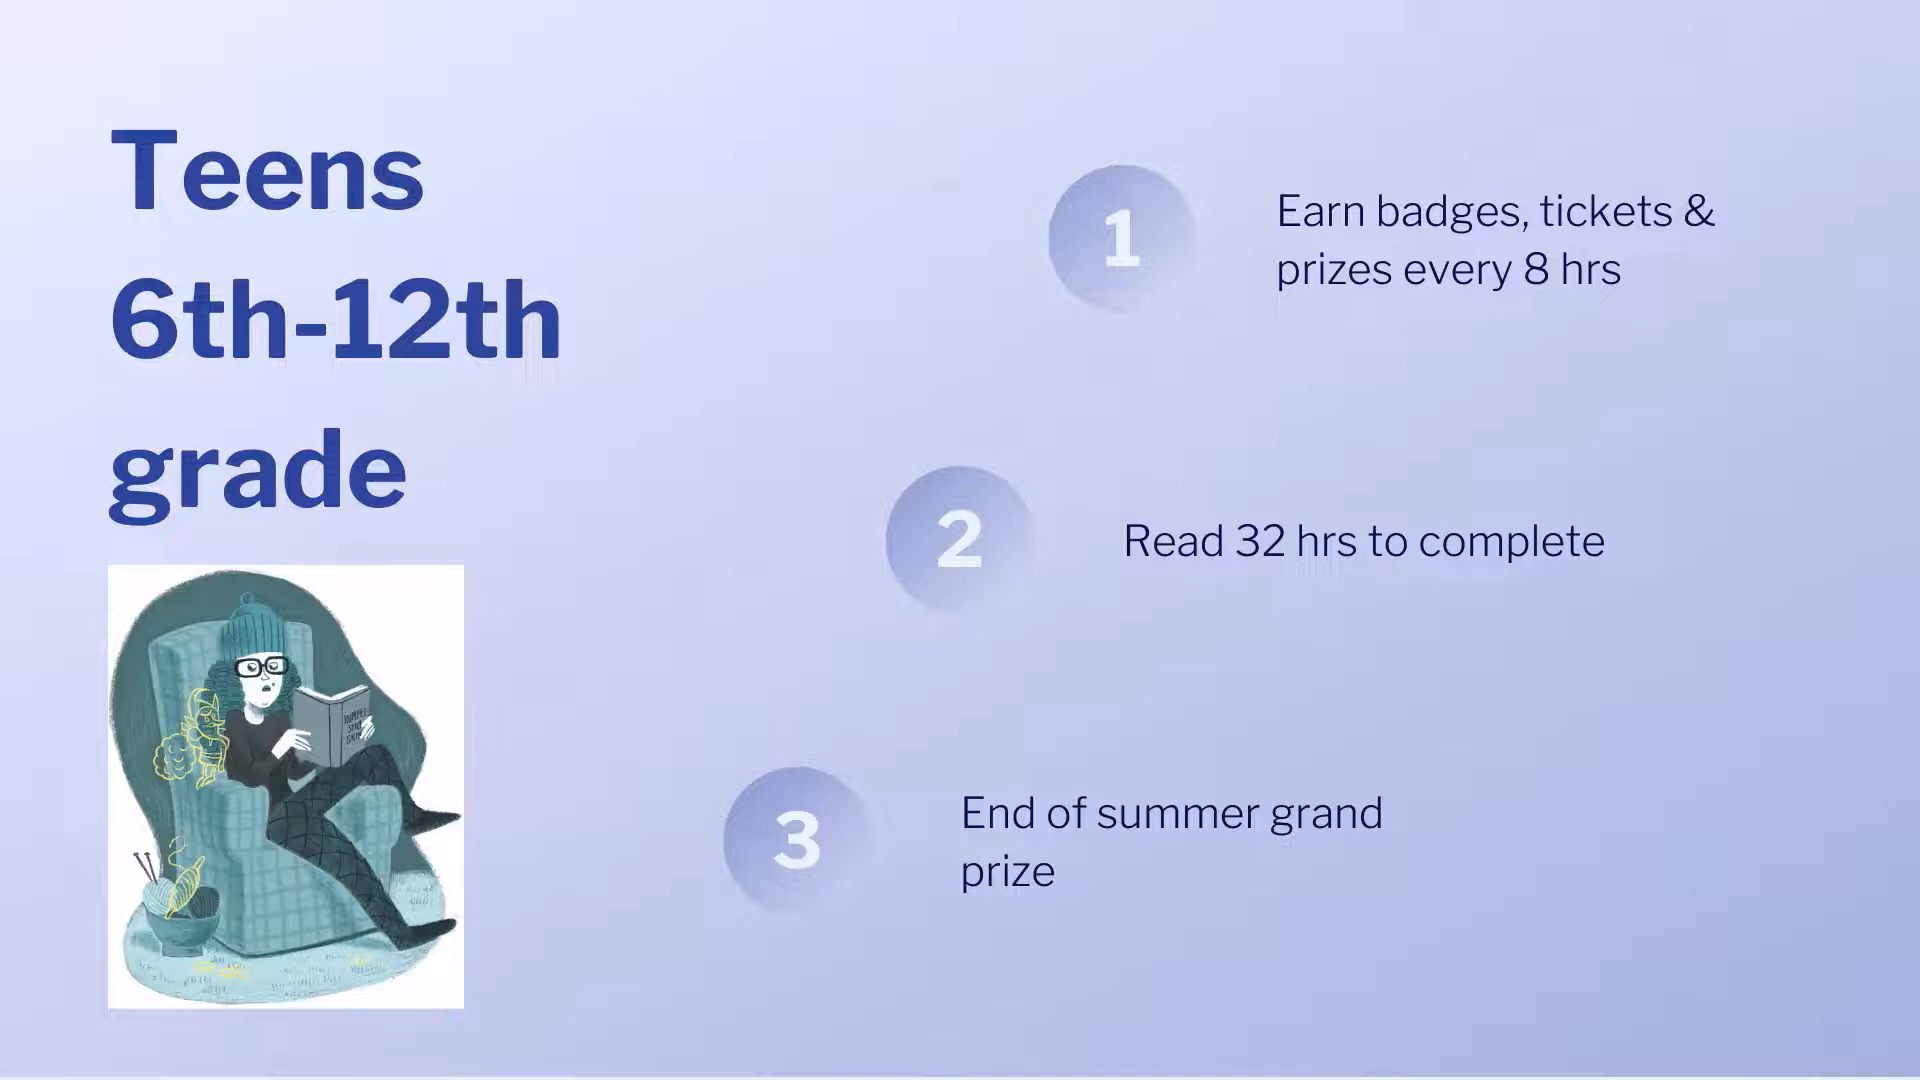 Teens
6th-12th
grade
1
Earn badges, tickets &
prizes every 8 hrs
2
Read 32 hrs to complete
3
End of summer grand
prize